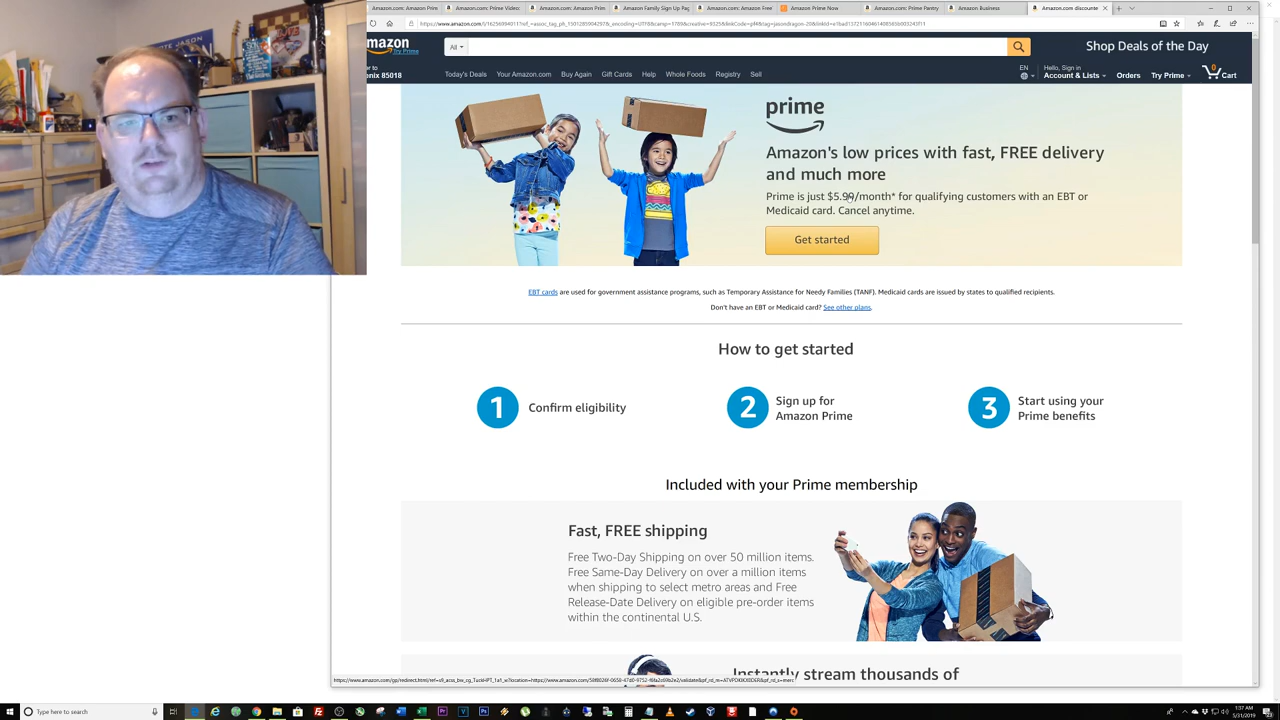 Amazon.com: Amazon Prim
Amazon.com: Prime Video:
Amazon.com: Amazon Prim
Amazon Family Sign Up Pag
Amazon.com: Amazon Free
Amazon Prime Now
Amazon.com: Prime Pantry
Amazon Business
Amazon.com discounte
mazon
Try Prime
All
Shop Deals of the Day
er to
enix 85018
Today's Deals Your Amazon.com Buy Again Gift Cards Help Whole Foods Registry Sell
EN
Hello, Sign in
Account & Lists
Orders
Try Prime
0
Cart
prime
Amazon's low prices with fast, FREE delivery
and much more
Prime is just $5.99/month* for qualifying customers with an EBT or
Medicaid card. Cancel anytime.
Get started
EBT cards are used for government assistance programs, such as Temporary Assistance for Needy Families (TANF). Medicaid cards are issued by states to qualified recipients.
Don't have an EBT or Medicaid card? See other plans.
How to get started
1 Confirm eligibility
2 Sign up for
Amazon Prime
3 Start using your
Prime benefits
Included with your Prime membership
Fast, FREE shipping
Free Two-Day Shipping on over 50 million items.
Free Same-Day Delivery on over a million items
when shipping to select metro areas and Free
Release-Date Delivery on eligible pre-order items
within the continental U.S.
Instantly stream thousands of
Type here to search
1:37 AM
5/31/2019